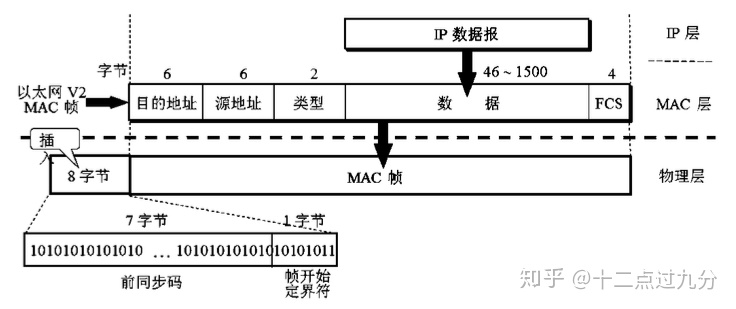 IP 数据报
IP 层
字节
6
6
2
46~1500
4
以太网 V2
MAC 帧
目的地址
源地址
类型
数 据
FCS
MAC 层
插
入
8字节
MAC 帧
物理层
7 字节
1 字节
10101010101010 … 10101010101010101011
前同步码
帧开始
定界符
知乎 @十二点过九分